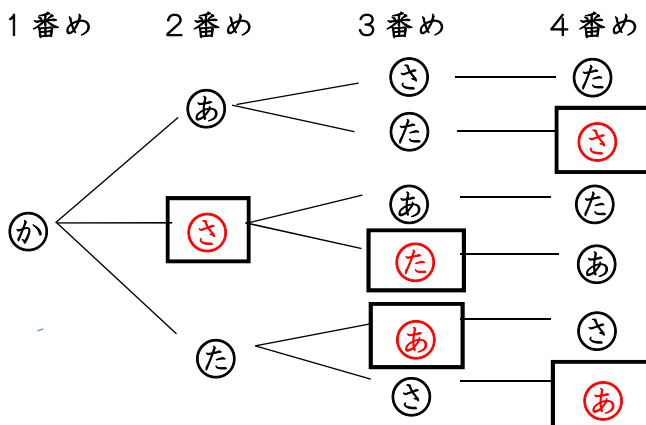 1番め 2番め 3番め 4番め
さ た
あ
た さ
か さ あ た
た あ
あ さ
た
さ あ